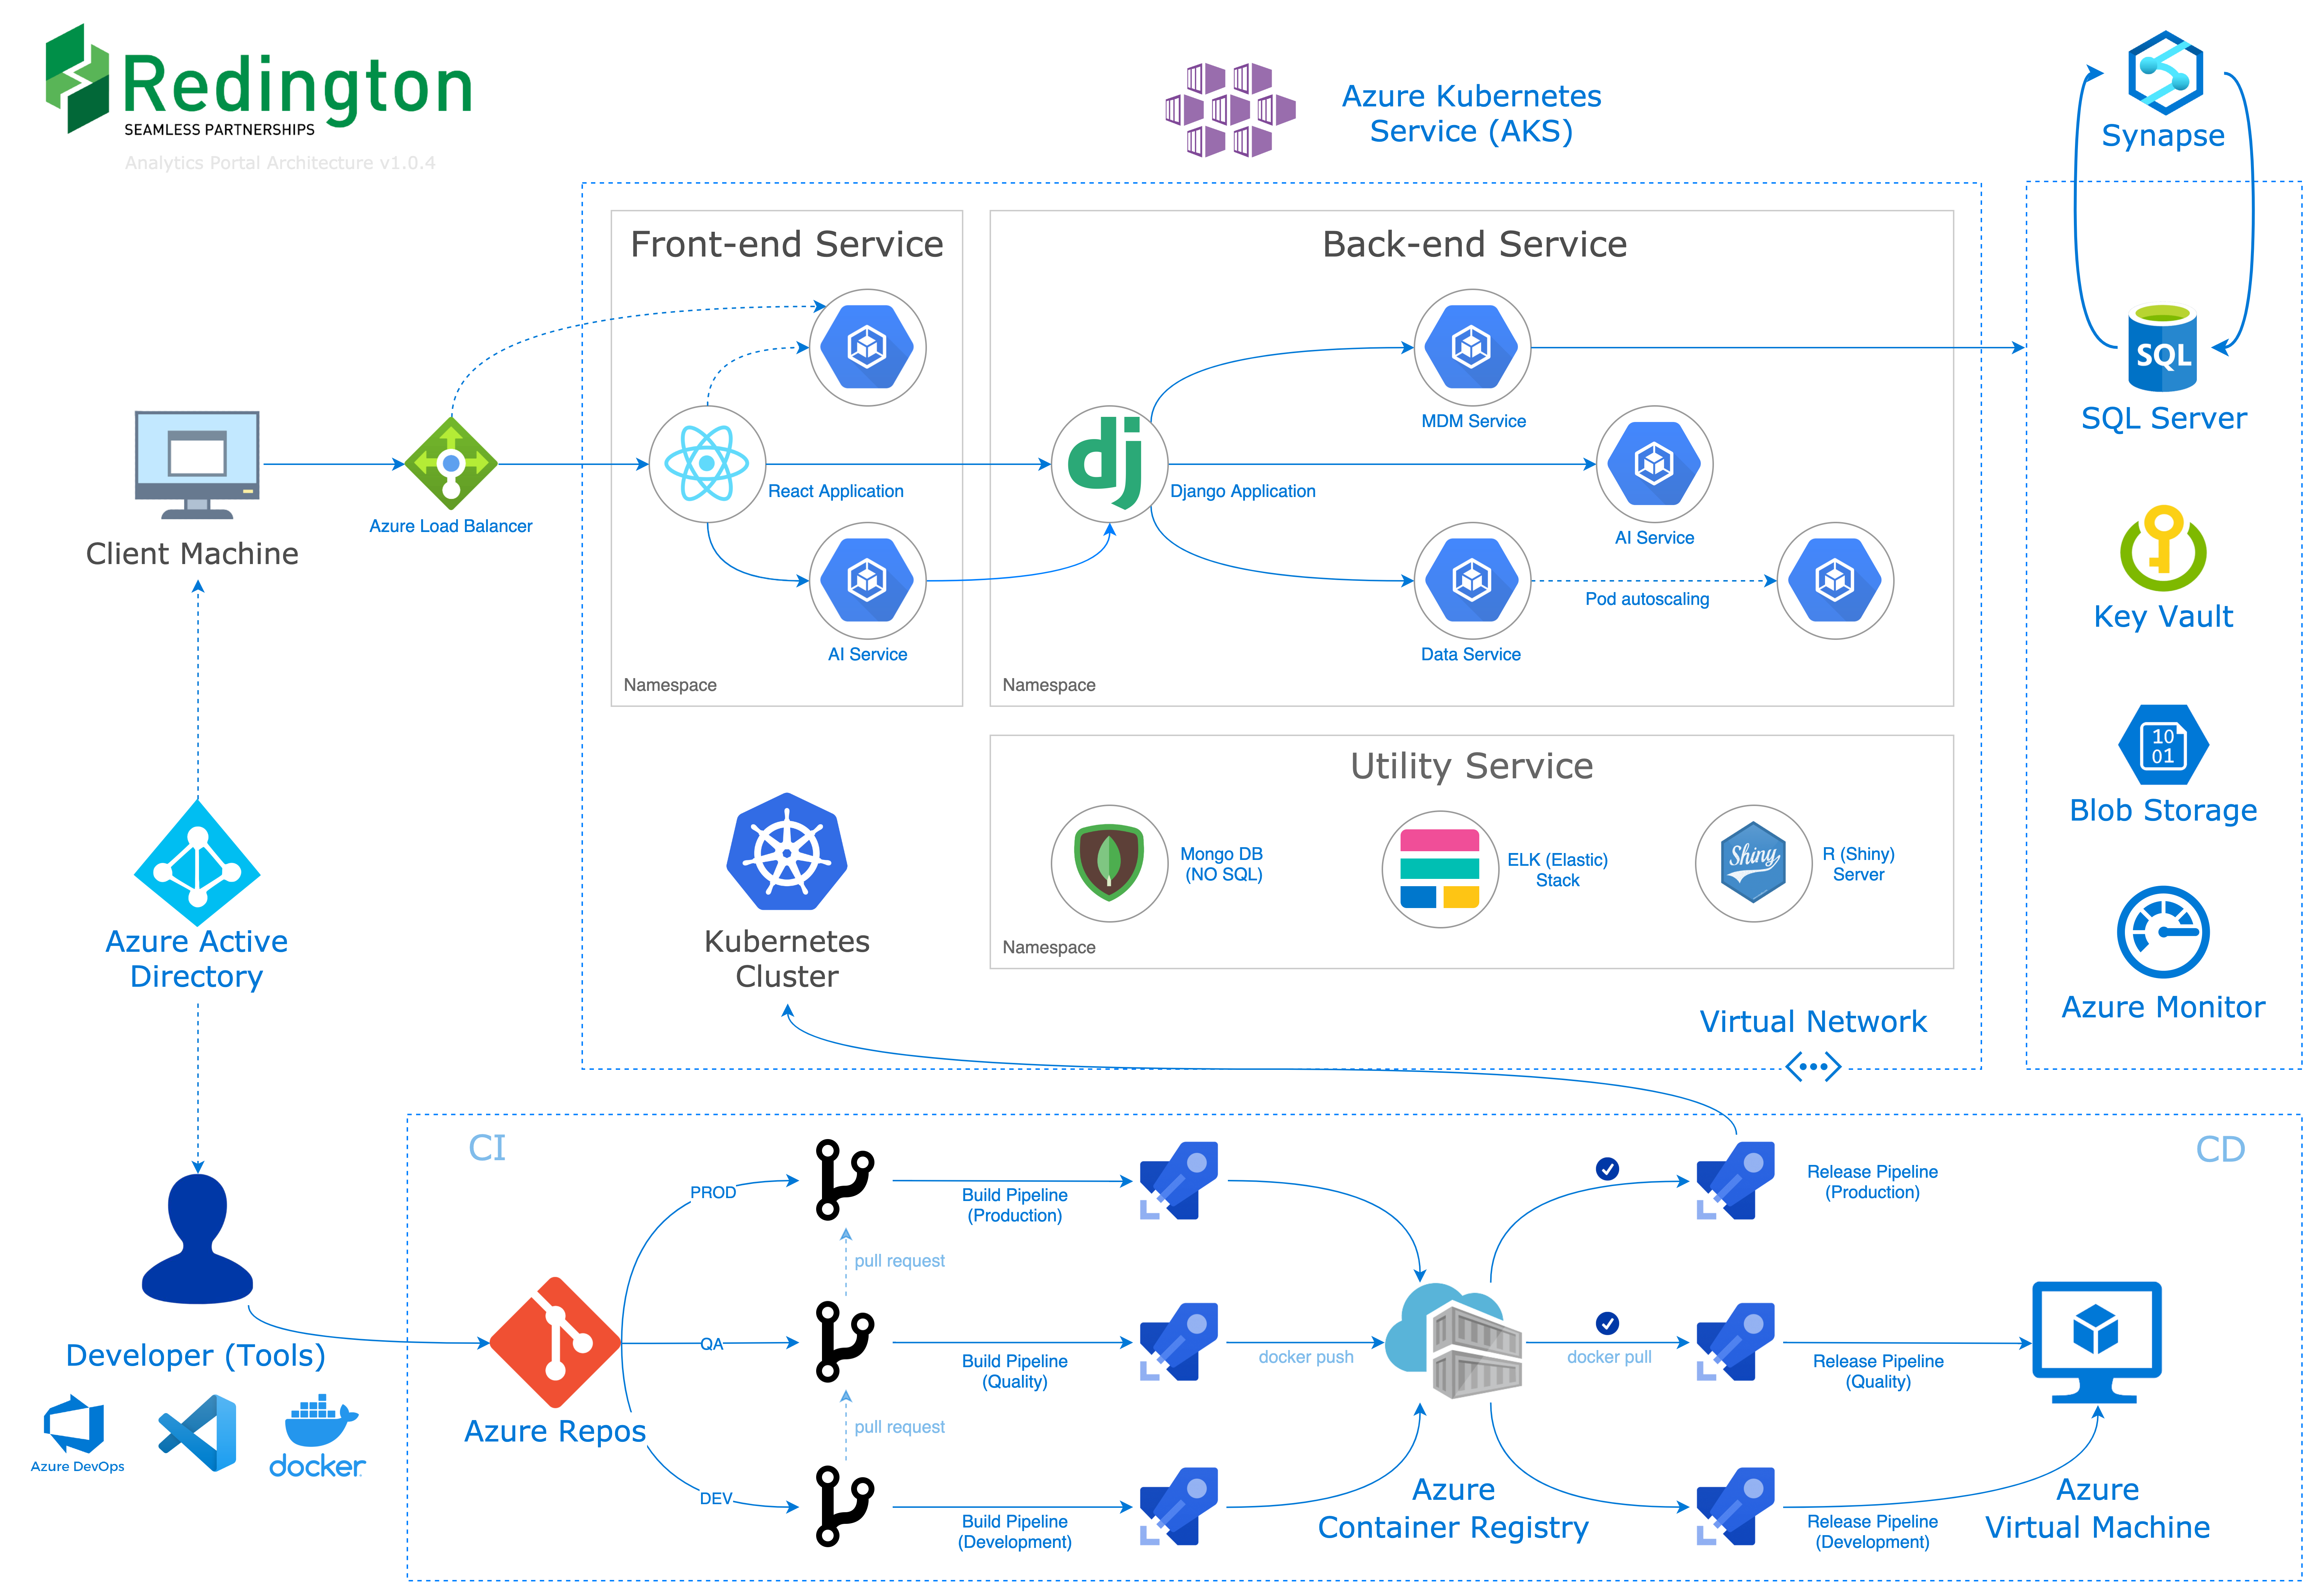 Redington
SEAMLESS PARTNERSHIPS
Analytics Portal Architecture v1.0.4
Azure Kubernetes
Service (AKS)
Synapse
Front-end Service
Back-end Service
MDM Service
SQL
SQL Server
React Application
Django Application
Azure Load Balancer
AI Service
Client Machine
Pod autoscaling
Key Vault
AI Service
Data Service
Namespace
Namespace
Utility Service
10
01
Blob Storage
Mongo DB
(NO SQL)
ELK (Elastic)
Stack
Shiny
R (Shiny)
Server
Azure Active
Directory
Kubernetes
Cluster
Namespace
Azure Monitor
Virtual Network
CI
CD
PROD
Build Pipeline
(Production)
Release Pipeline
(Production)
pull request
Developer (Tools)
QA
Build Pipeline
(Quality)
docker push
docker pull
Release Pipeline
(Quality)
Azure DevOps
docker
Azure Repos
pull request
DEV
Build Pipeline
(Development)
Azure
Container Registry
Release Pipeline
(Development)
Azure
Virtual Machine